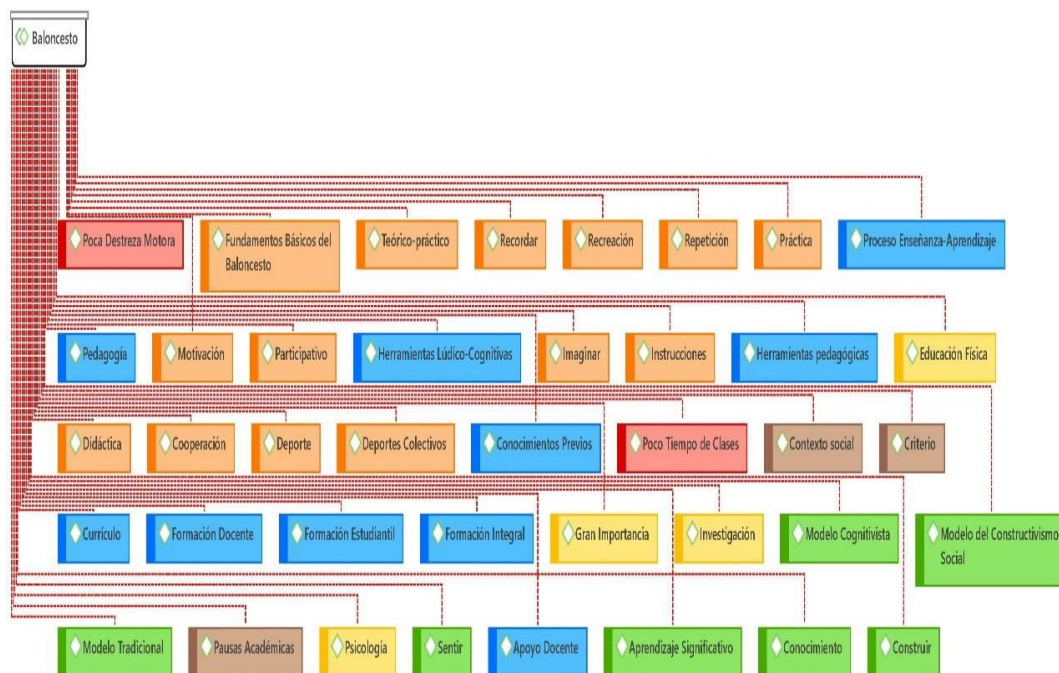 Baloncesto
Poca Destreza Motora
Fundamentos Básicos del
Baloncesto
Teórico-práctico
Recordar
Recreación
Repetición
Práctica
Proceso Enseñanza-Aprendizaje
Pedagogía
Motivación
Participativo
Herramientas Lúdico-Cognitivas
Imaginar
Instrucciones
Herramientas pedagógicas
Educación Física
Didáctica
Cooperación
Deporte
Deportes Colectivos
Conocimientos Previos
Poco Tiempo de Clases
Contexto social
Criterio
Currículo
Formación Docente
Formación Estudiantil
Formación Integral
Gran Importancia
Investigación
Modelo Cognitivista
Modelo del Constructivismo
Social
Modelo Tradicional
Pausas Académicas
Psicología
Sentir
Apoyo Docente
Aprendizaje Significativo
Conocimiento
Construir